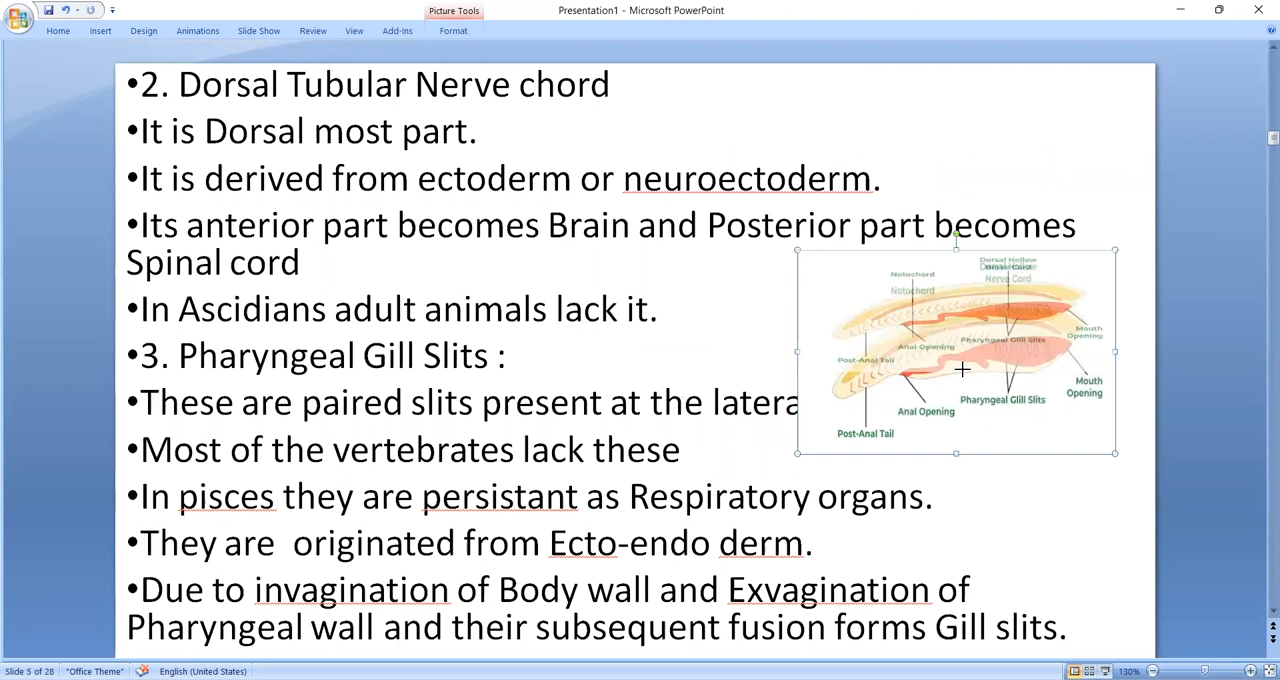 Picture Tools
Presentation1 - Microsoft PowerPoint
Home Insert Design Animations Slide Show Review View Add-Ins Format
•2. Dorsal Tubular Nerve chord
•It is Dorsal most part.
•It is derived from ectoderm or neuroectoderm.
•Its anterior part becomes Brain and Posterior part becomes
Spinal cord
•In Ascidians adult animals lack it.
•3. Pharyngeal Gill Slits :
•These are paired slits present at the latera
•Most of the vertebrates lack these
•In pisces they are persistant as Respiratory organs.
•They are originated from Ecto-endo derm.
•Due to invagination of Body wall and Exvagination of
Pharyngeal wall and their subsequent fusion forms Gill slits.
Dorsal Hollow
Nerve Cord
Notochord
Notochord
Nerve Cord
Mouth
Opening
Anal Opening
Pharyngeal Glill Slits
Post-Anal Tail
Mouth
Opening
Pharyngeal Glill Slits
Anal Opening
Post-Anal Tail
Slide 5 of 28 "Office Theme" English (United States) 130%